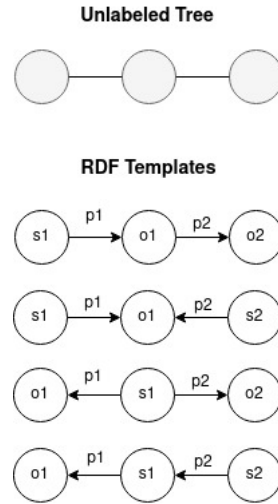 Unlabeled Tree
RDF Templates
p1 p2
s1 o1 o2
p1 p2
s1 o1 s2
p1 p2
o1 s1 o2
p1 p2
o1 s1 s2